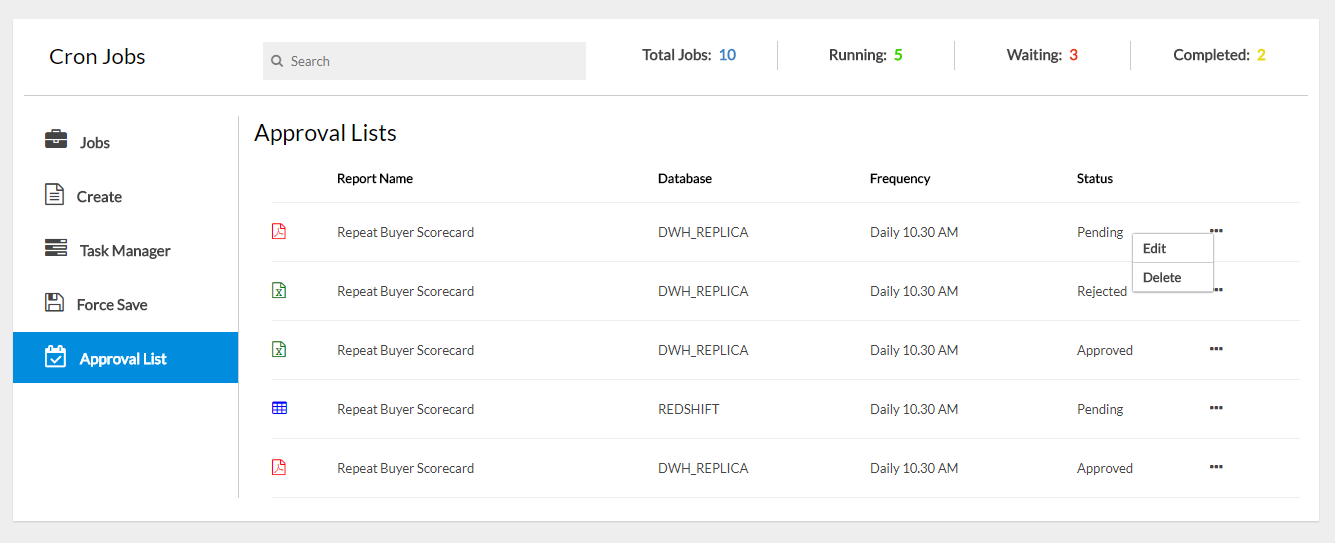 Cron Jobs
Search
Total Jobs: 10
Running: 5
Waiting: 3
Completed: 2
Jobs
Create
Task Manager
Force Save
Approval List
Approval Lists
Report Name Database Frequency Status
Repeat Buyer Scorecard DWH_REPLICA Daily 10.30 AM Pending
Edit
Delete
Repeat Buyer Scorecard DWH_REPLICA Daily 10.30 AM Rejected
Repeat Buyer Scorecard DWH_REPLICA Daily 10.30 AM Approved
Repeat Buyer Scorecard REDSHIFT Daily 10.30 AM Pending
Repeat Buyer Scorecard DWH_REPLICA Daily 10.30 AM Approved